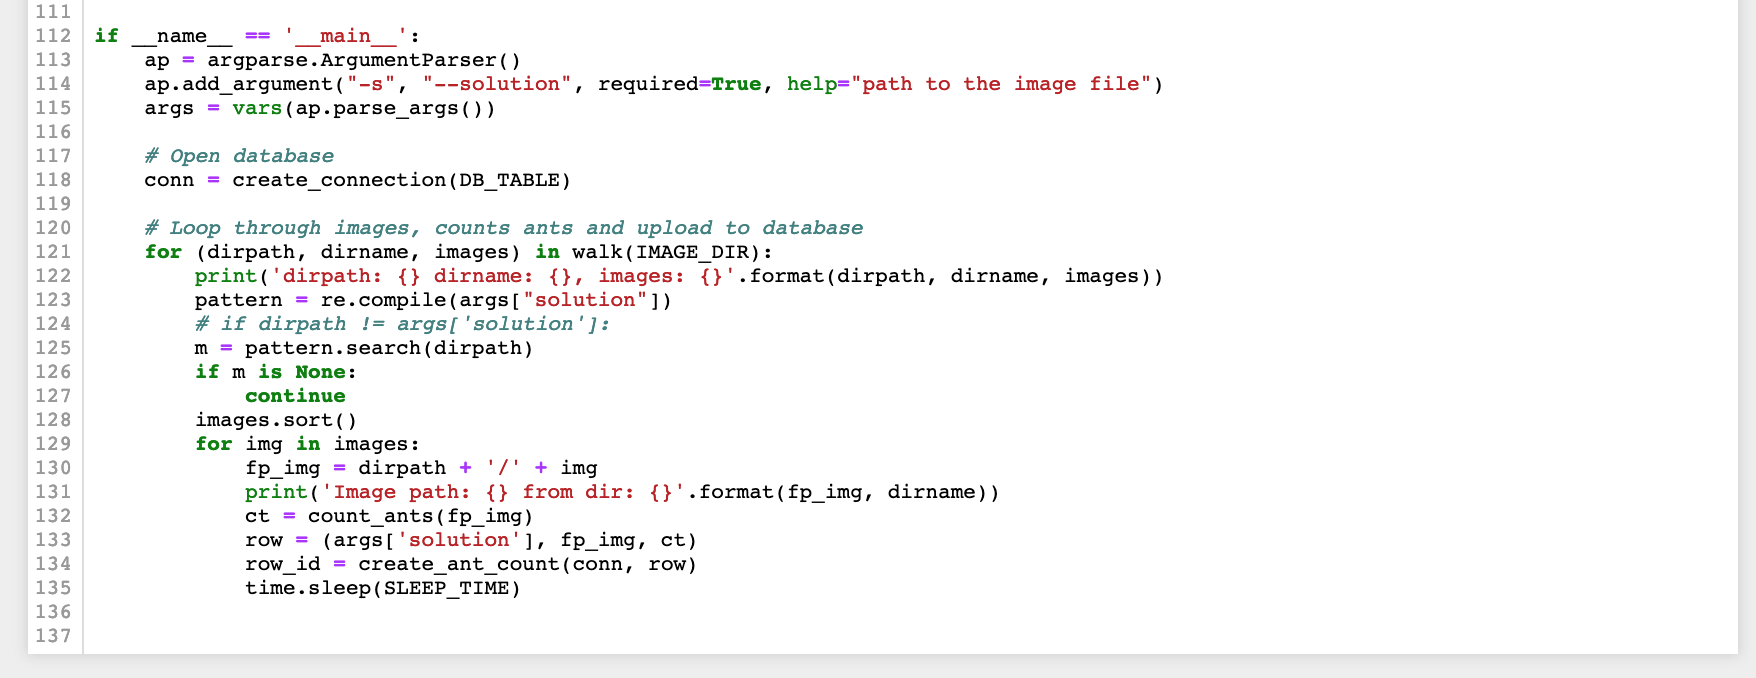 111
112 if __name__ == '__main__':
113     ap = argparse.ArgumentParser()
114     ap.add_argument("-s", "--solution", required=True, help="path to the image file")
115     args = vars(ap.parse_args())
116
117     # Open database
118     conn = create_connection(DB_TABLE)
119
120     # Loop through images, counts ants and upload to database
121     for (dirpath, dirname, images) in walk(IMAGE_DIR):
122         print('dirpath: {} dirname: {}, images: {}'.format(dirpath, dirname, images))
123         pattern = re.compile(args["solution"])
124         # if dirpath != args['solution']:
125         m = pattern.search(dirpath)
126         if m is None:
127             continue
128         images.sort()
129         for img in images:
130             fp_img = dirpath + '/' + img
131             print('Image path: {} from dir: {}'.format(fp_img, dirname))
132             ct = count_ants(fp_img)
133             row = (args['solution'], fp_img, ct)
134             row_id = create_ant_count(conn, row)
135             time.sleep(SLEEP_TIME)
136
137